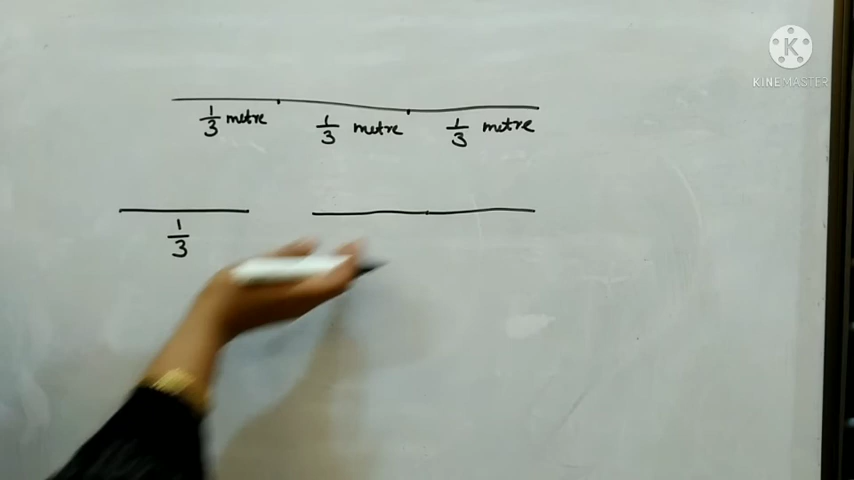 K
KINEMASTER
1/3 metre 1/3 metre 1/3 metre
1/3